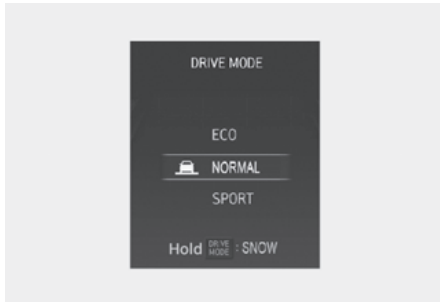 DRIVE MODE
ECO
NORMAL
SPORT
Hold DRIVE MODE : SNOW